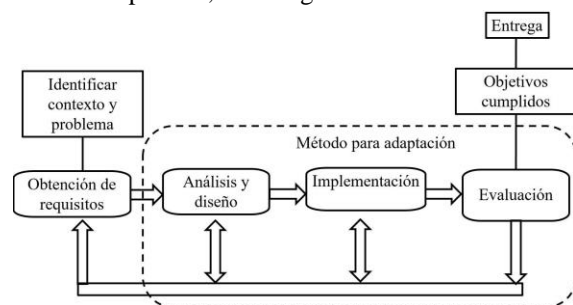 Entrega
Identificar
contexto y
problema
Objetivos
cumplidos
Método para adaptación
Obtención de
requisitos
Análisis y
diseño
Implementación
Evaluación